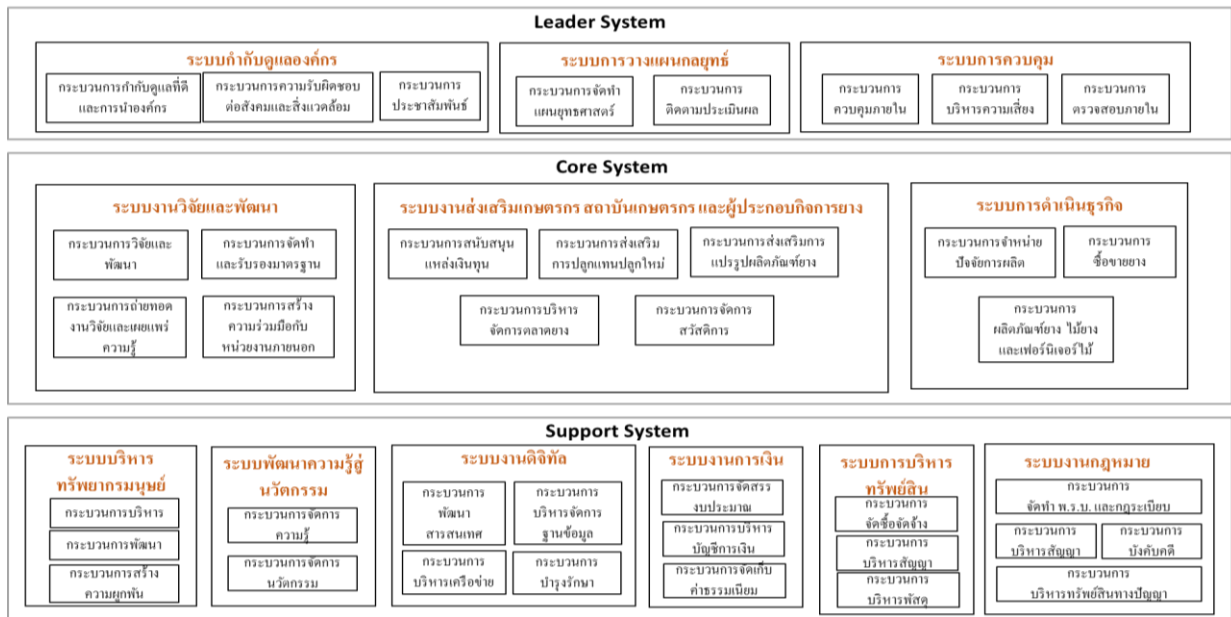 Leader System
ระบบกำกับดูแลองค์กร
กระบวนการกำกับดูแลที่ดี
และการนำองค์กร
กระบวนการความรับผิดชอบ
ต่อสังคมและสิ่งแวดล้อม
กระบวนการ
ประชาสัมพันธ์
ระบบการวางแผนกลยุทธ์
กระบวนการจัดทำ
แผนยุทธศาสตร์
กระบวนการ
ติดตามประเมินผล
ระบบการควบคุม
กระบวนการ
ควบคุมภายใน
กระบวนการ
บริหารความเสี่ยง
กระบวนการ
ตรวจสอบภายใน
Core System
ระบบงานวิจัยและพัฒนา
กระบวนการวิจัยและ
พัฒนา
กระบวนการจัดทำ
และรับรองมาตรฐาน
กระบวนการถ่ายทอด
งานวิจัยและเผยแพร่
ความรู้
กระบวนการสร้าง
ความร่วมมือกับ
หน่วยงานภายนอก
ระบบงานส่งเสริมเกษตรกร สถาบันเกษตรกร และผู้ประกอบกิจการยาง
กระบวนการสนับสนุน
แหล่งเงินทุน
กระบวนการส่งเสริม
การปลูกแทนปลูกใหม่
กระบวนการส่งเสริมการ
แปรรูปผลิตภัณฑ์ยาง
กระบวนการบริหาร
จัดการตลาดยาง
กระบวนการจัดการ
สวัสดิการ
ระบบการดำเนินธุรกิจ
กระบวนการจำหน่าย
ปัจจัยการผลิต
กระบวนการ
ซื้อขายยาง
กระบวนการ
ผลิตภัณฑ์ยาง ไม้ยาง
และเฟอร์นิเจอร์ไม้
Support System
ระบบบริหาร
ทรัพยากรมนุษย์
กระบวนการบริหาร
กระบวนการพัฒนา
กระบวนการสร้าง
ความผูกพัน
ระบบพัฒนาความรู้สู่
นวัตกรรม
กระบวนการจัดการ
ความรู้
กระบวนการจัดการ
นวัตกรรม
ระบบงานดิจิทัล
กระบวนการ
พัฒนา
สารสนเทศ
กระบวนการ
บริหารจัดการ
ฐานข้อมูล
กระบวนการ
บริหารเครือข่าย
กระบวนการ
บำรุงรักษา
ระบบงานการเงิน
กระบวนการจัดสรร
งบประมาณ
กระบวนการบริหาร
บัญชีการเงิน
กระบวนการจัดเก็บ
ค่าธรรมเนียม
ระบบการบริหาร
ทรัพย์สิน
กระบวนการ
จัดซื้อจัดจ้าง
กระบวนการ
บริหารสัญญา
กระบวนการ
บริหารพัสดุ
ระบบงานกฎหมาย
กระบวนการ
จัดทำ พ.ร.บ. และกฎระเบียบ
กระบวนการ
บริหารสัญญา
กระบวนการ
บังคับคดี
กระบวนการ
บริหารทรัพย์สินทางปัญญา